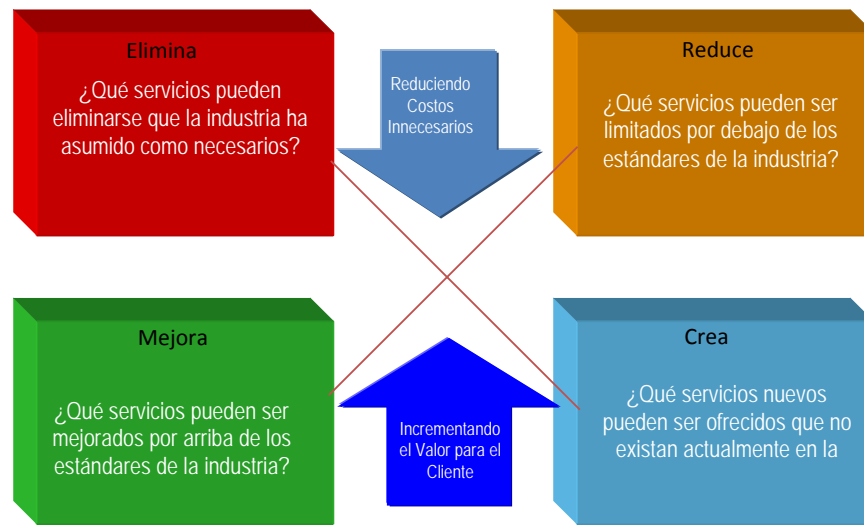 Elimina
¿Qué servicios pueden
eliminarse que la industria ha
asumido como necesarios?
Reduciendo
Costos
Innecesarios
Reduce
¿Qué servicios pueden ser
limitados por debajo de los
estándares de la industria?
Mejora
¿Qué servicios pueden ser
mejorados por arriba de los
estándares de la industria?
Incrementando
el Valor para el
Cliente
Crea
¿Qué servicios nuevos
pueden ser ofrecidos que no
existan actualmente en la